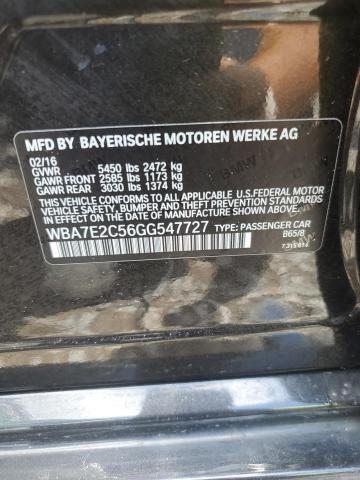 MFD BY BAYERISCHE MOTOREN WERKE AG
02/16
GVWR 5450 lbs 2472 kg
GAWR FRONT 2585 lbs 1173 kg
GAWR REAR 3030 lbs 1374 kg
THIS VEHICLE CONFORMS TO ALL APPLICABLE U.S.FEDERAL MOTOR
VEHICLE SAFETY, BUMPER AND THEFT PREVENTION STANDARDS
IN EFFECT ON THE DATE OF MANUFACTURE SHOWN ABOVE.
WBA7E2C56GG547727 TYPE: PASSENGER CAR
B65/8